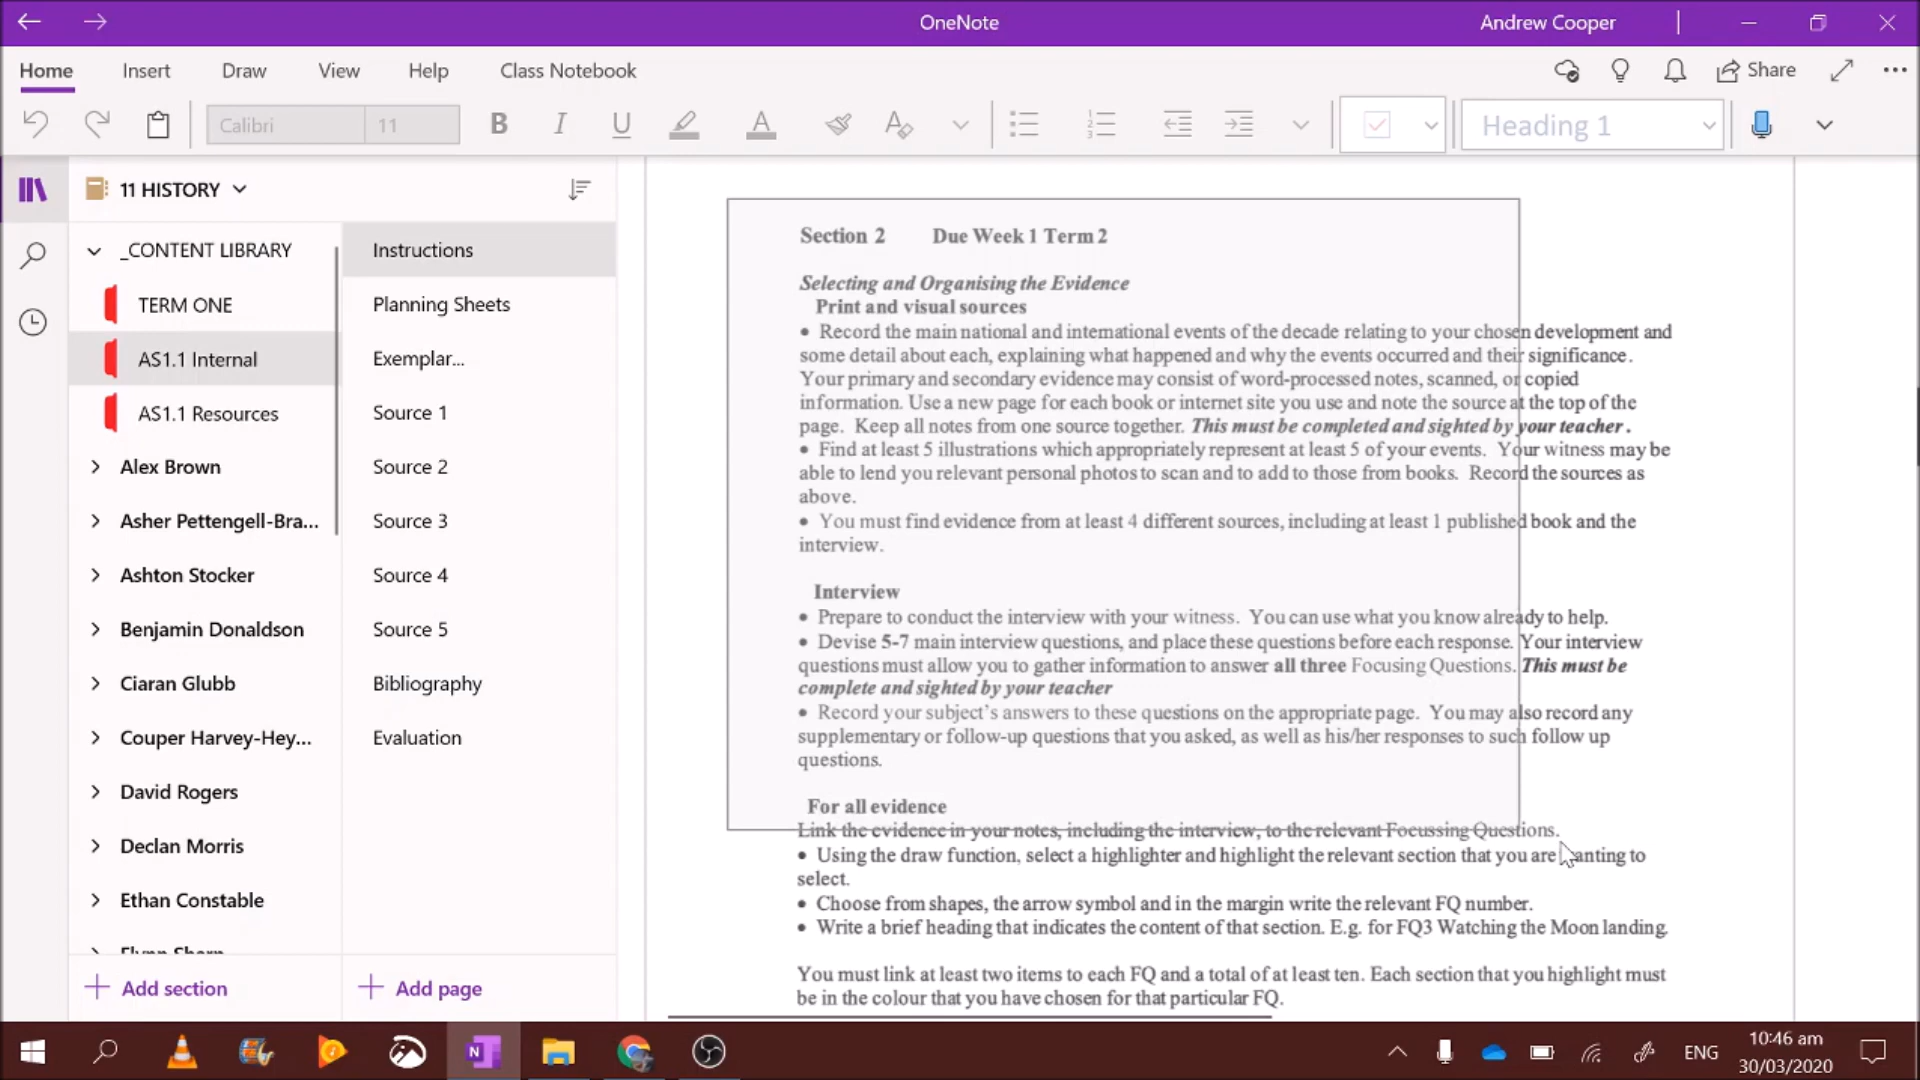 OneNote
Andrew Cooper
Home
Insert
Draw
View
Help
Class Notebook
Share
Calibri
11
B
I
U
Heading 1
11 HISTORY
_CONTENT LIBRARY
TERM ONE
AS1.1 Internal
AS1.1 Resources
Alex Brown
Asher Pettengell-Bra...
Ashton Stocker
Benjamin Donaldson
Ciaran Glubb
Couper Harvey-Hey...
David Rogers
Declan Morris
Ethan Constable
Add section
Instructions
Planning Sheets
Exemplar...
Source 1
Source 2
Source 3
Source 4
Source 5
Bibliography
Evaluation
Add page
Section 2 Due Week 1 Term 2
Selecting and Organising the Evidence
Print and visual sources
• Record the main national and international events of the decade relating to your chosen development and
some detail about each, explaining what happened and why the events occurred and their significance.
Your primary and secondary evidence may consist of word-processed notes, scanned, or copied
information. Use a new page for each book or internet site you use and note the source at the top of the
page. Keep all notes from one source together. This must be completed and sighted by your teacher.
• Find at least 5 illustrations which appropriately represent at least 5 of your events. Your witness may be
able to lend you relevant personal photos to scan and to add to those from books. Record the sources as
above.
• You must find evidence from at least 4 different sources, including at least 1 published book and the
interview.
Interview
• Prepare to conduct the interview with your witness. You can use what you know already to help.
• Devise 5-7 main interview questions, and place these questions before each response. Your interview
questions must allow you to gather information to answer all three Focusing Questions. This must be
complete and sighted by your teacher
• Record your subject's answers to these questions on the appropriate page. You may also record any
supplementary or follow-up questions that you asked, as well as his/her responses to such follow up
questions.
For all evidence
Link the evidence in your notes, including the interview, to the relevant Focussing Questions.
• Using the draw function, select a highlighter and highlight the relevant section that you are wanting to
select.
• Choose from shapes, the arrow symbol and in the margin write the relevant FQ number.
• Write a brief heading that indicates the content of that section. E.g. for FQ3 Watching the Moon landing.
You must link at least two items to each FQ and a total of at least ten. Each section that you highlight must
be in the colour that you have chosen for that particular FQ.
ENG
10:46 am
30/03/2020